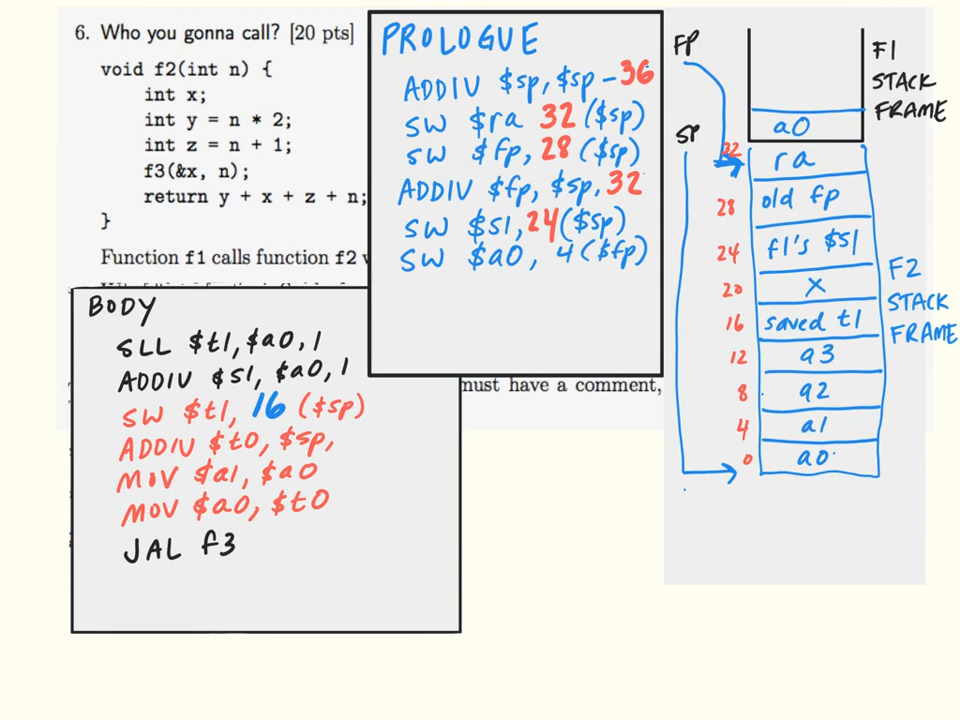 6. Who you gonna call? [20 pts]
void f2(int n) {
int x;
int y = n * 2;
int z = n + 1;
f3(&x, n);
return y + x + z + n;
}
Function f1 calls function f2
must have a comment,
PROLOGUE
ADDIU $sp, $sp - 36
SW $ra 32 ($sp)
SW $fp, 28 ($sp)
ADDIU $fp, $sp, 32
SW $s1, 24 ($sp)
SW $a0, 4 ($fp)
BODY
SLL $t1, $a0, 1
ADDIU $s1, $a0, 1
SW $t1, 16 ($sp)
ADDIU $t0, $sp,
MOV $a1, $a0
MOV $a0, $t0
JAL f3
FP
SP
F1
STACK
FRAME
a0
32 ra
28 old fp
24 f1's $s1
20 X
16 saved t1
12 a3
8 a2
4 a1
0 a0
F2
STACK
FRAME